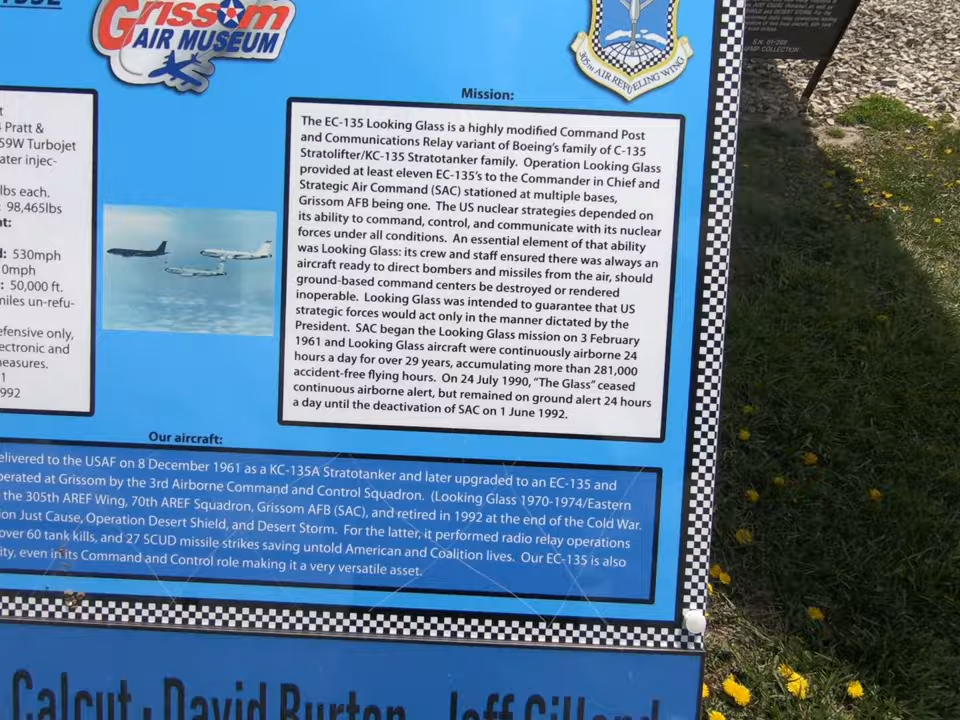 Grissom
AIR MUSEUM
305TH AIR REFUELING WING
S.N. 61-269
COLLECTION
Mission:
The EC-135 Looking Glass is a highly modified Command Post
and Communications Relay variant of Boeing's family of C-135
Stratolifter/KC-135 Stratotanker family. Operation Looking Glass
provided at least eleven EC-135's to the Commander in Chief and
Strategic Air Command (SAC) stationed at multiple bases,
Grissom AFB being one. The US nuclear strategies depended on
its ability to command, control, and communicate with its nuclear
forces under all conditions. An essential element of that ability
was Looking Glass: its crew and staff ensured there was always an
aircraft ready to direct bombers and missiles from the air, should
ground-based command centers be destroyed or rendered
inoperable. Looking Glass was intended to guarantee that US
strategic forces would act only in the manner dictated by the
President. SAC began the Looking Glass mission on 3 February
1961 and Looking Glass aircraft were continuously airborne 24
hours a day for over 29 years, accumulating more than 281,000
accident-free flying hours. On 24 July 1990, "The Glass" ceased
continuous airborne alert, but remained on ground alert 24 hours
a day until the deactivation of SAC on 1 June 1992.
t
Pratt &
59W Turbojet
ater injec-
lbs each.
98,465lbs
t:
: 530mph
0mph
: 50,000 ft.
miles un-refu-
efensive only,
ectronic and
easures.
1
992
Our aircraft:
elivered to the USAF on 8 December 1961 as a KC-135A Stratotanker and later upgraded to an EC-135 and
perated at Grissom by the 3rd Airborne Command and Control Squadron. (Looking Glass 1970-1974/Eastern
the 305th AREF Wing, 70th AREF Squadron, Grissom AFB (SAC), and retired in 1992 at the end of the Cold War.
ion Just Cause, Operation Desert Shield, and Desert Storm. For the latter, it performed radio relay operations
over 60 tank kills, and 27 SCUD missile strikes saving untold American and Coalition lives. Our EC-135 is also
ity, even in its Command and Control role making it a very versatile asset.
Calcut · David Burton · Jeff Gilland